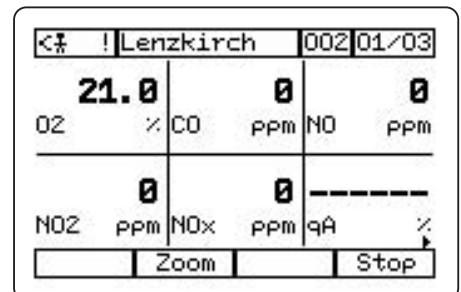 <! Lenzkirch 002 01/03
21.0 0 0
O2 % CO ppm NO ppm
0 0 ------
NO2 ppm NOx ppm qA %
Zoom Stop